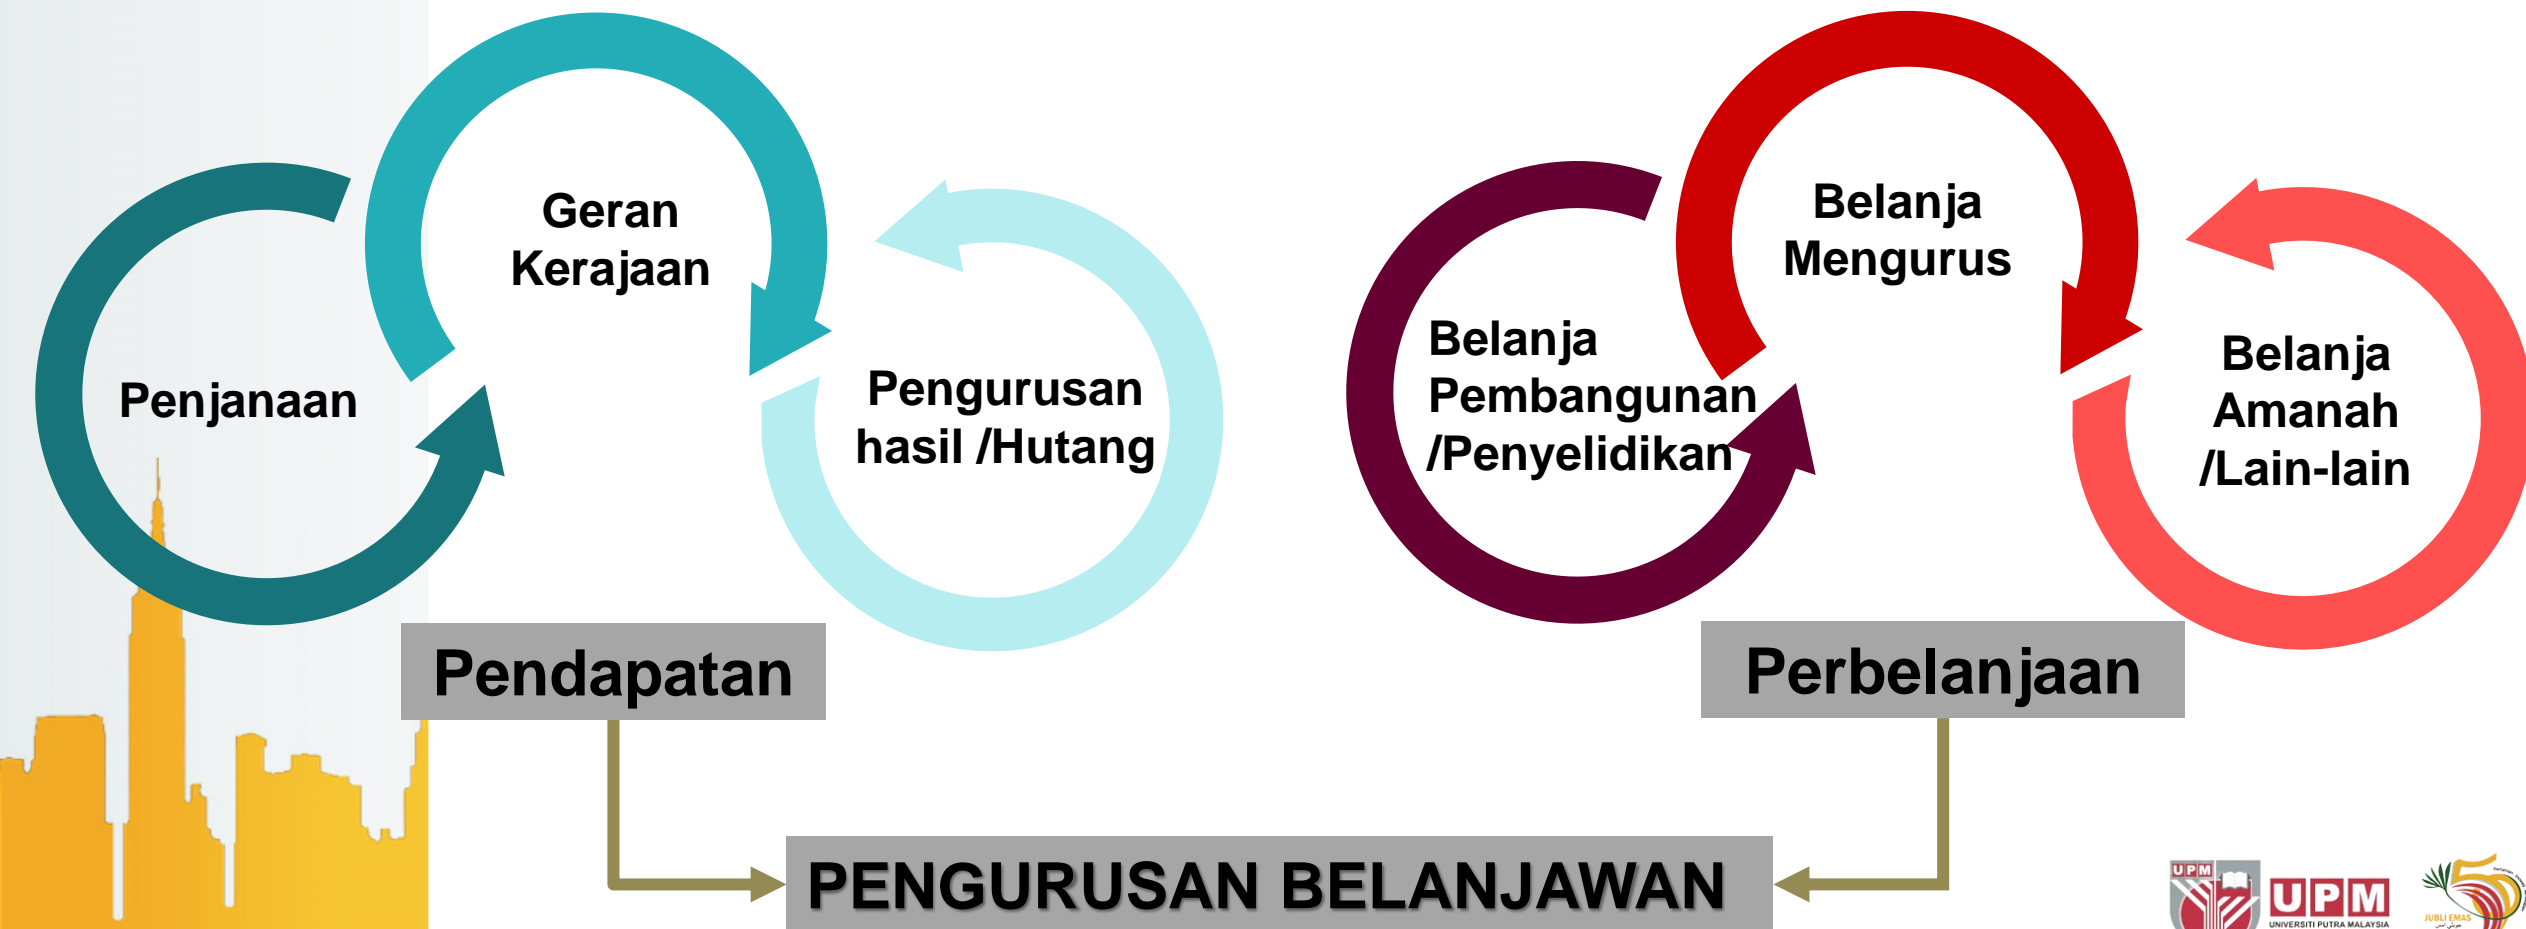 Penjanaan
Geran
Kerajaan
Pengurusan
hasil /Hutang
Belanja
Pembangunan
/Penyelidikan
Belanja
Mengurus
Belanja
Amanah
/Lain-lain
Pendapatan
Perbelanjaan
PENGURUSAN BELANJAWAN
UPM
UPM
UNIVERSITI PUTRA MALAYSIA
JUBLI EMAS